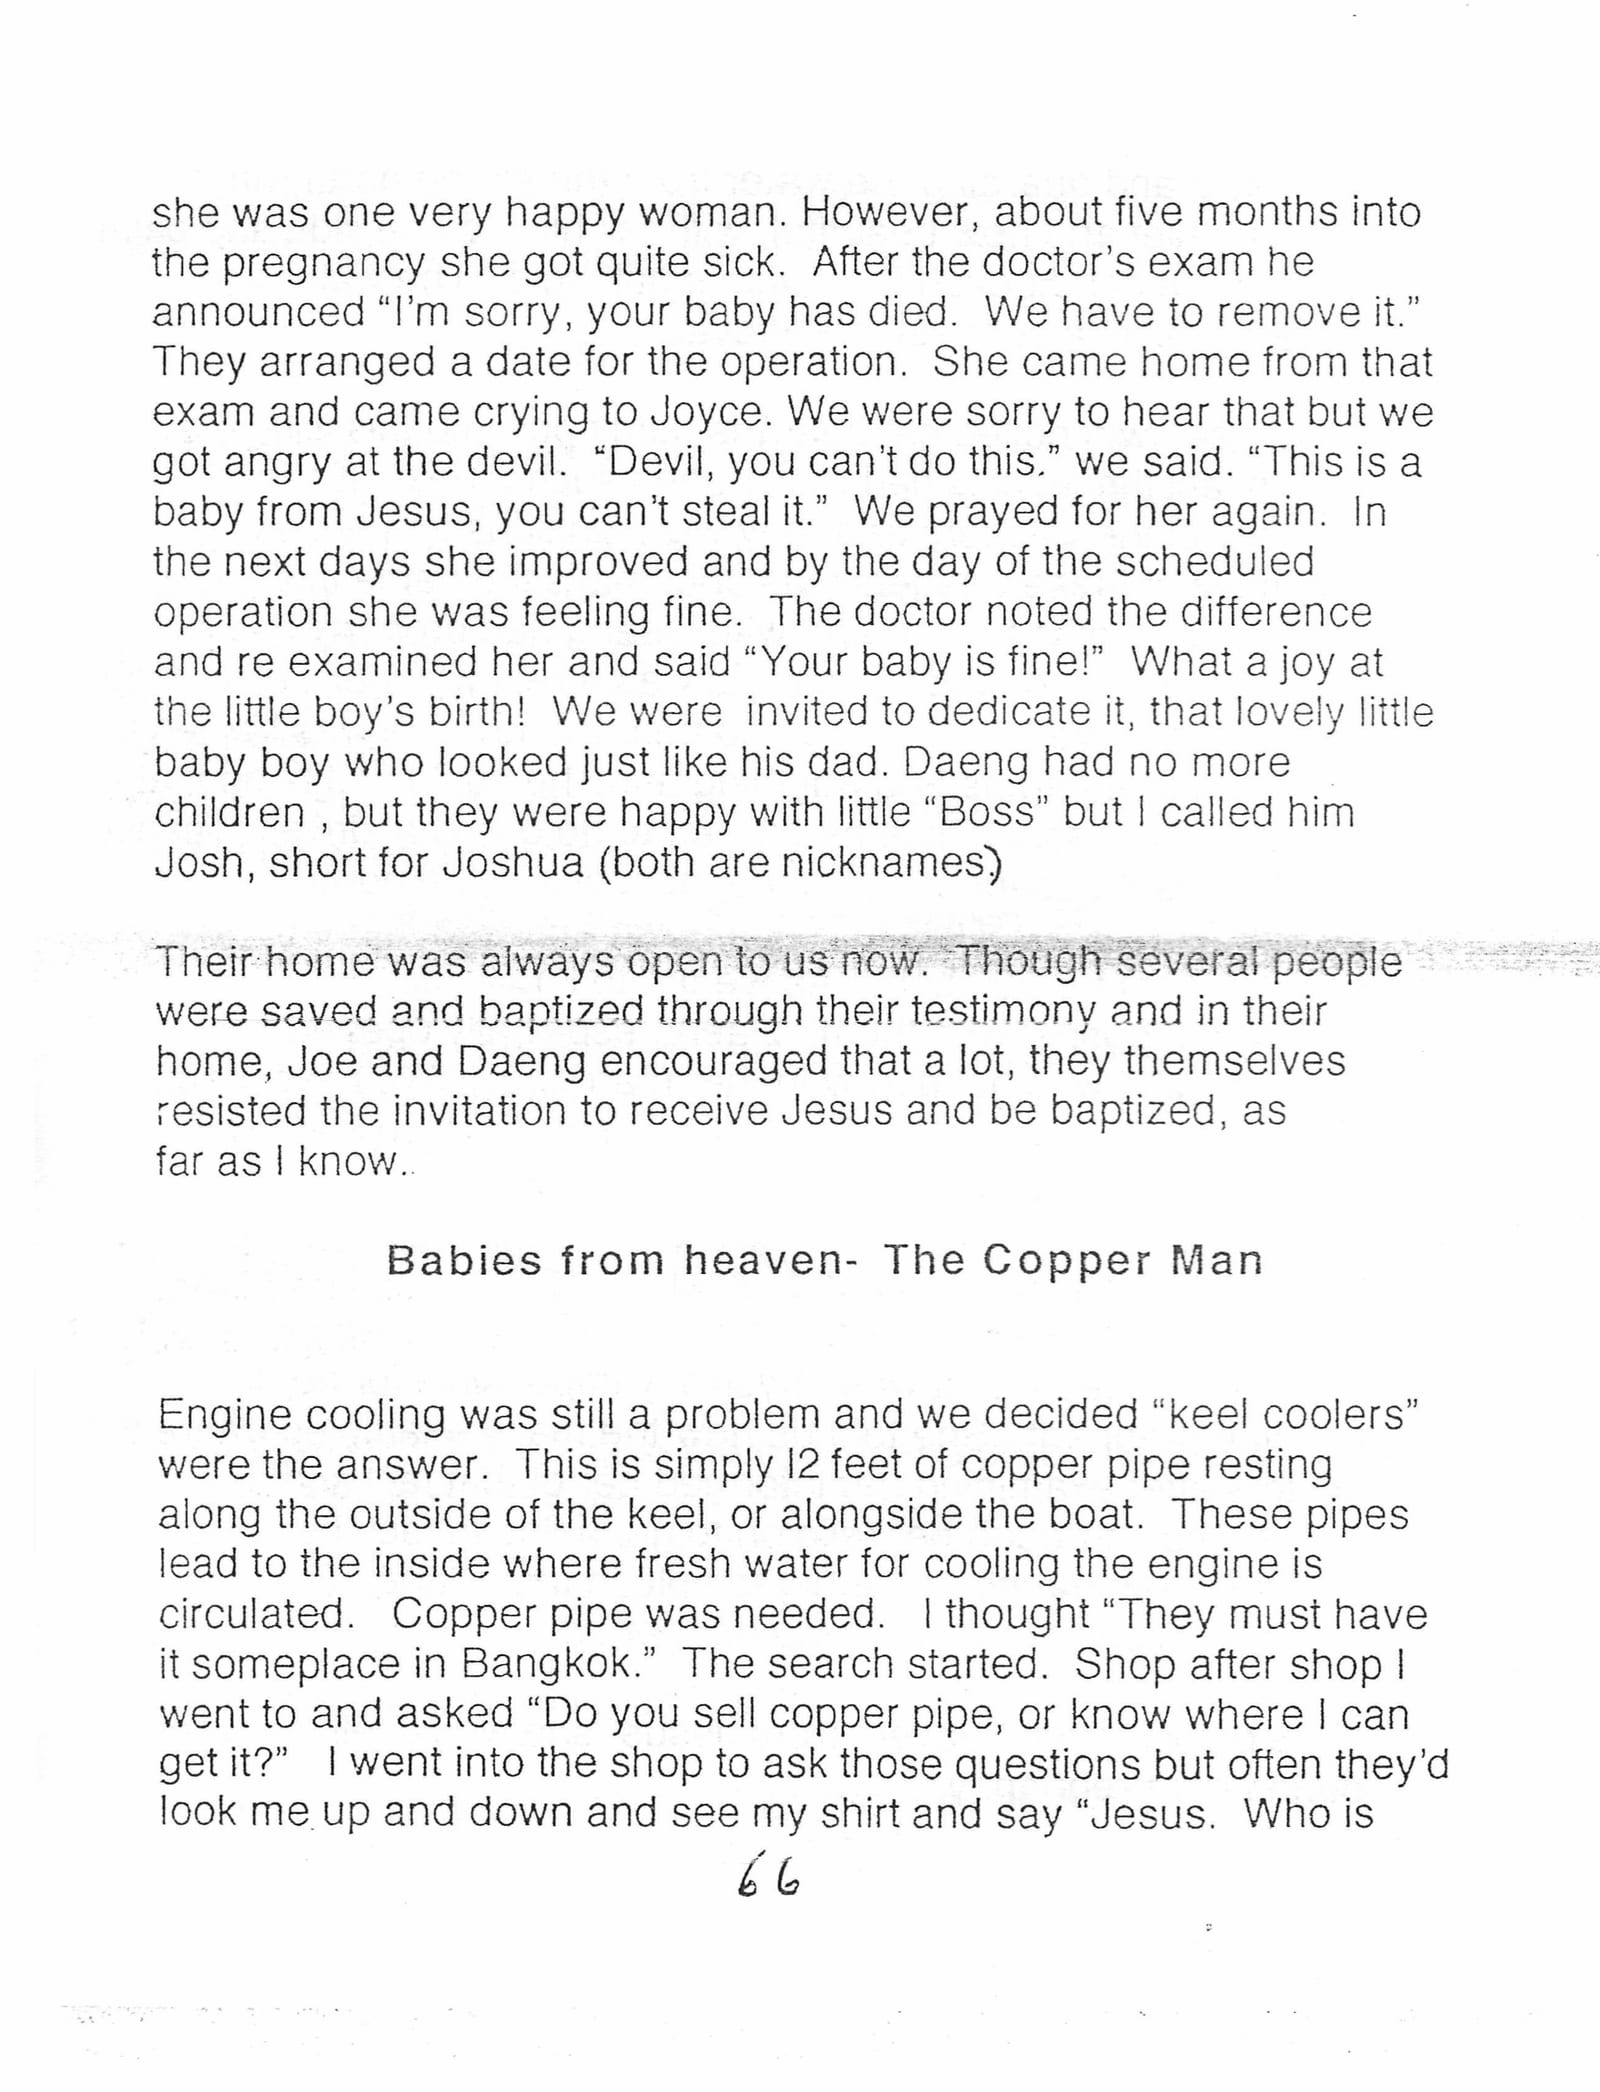 she was one very happy woman. However, about five months into
the pregnancy she got quite sick.  After the doctor's exam he
announced “I'm sorry, your baby has died.  We have to remove it.”
They arranged a date for the operation.  She came home from that
exam and came crying to Joyce. We were sorry to hear that but we
got angry at the devil.  “Devil, you can't do this.” we said. “This is a
baby from Jesus, you can't steal it.”  We prayed for her again.  In
the next days she improved and by the day of the scheduled
operation she was feeling fine.  The doctor noted the difference
and re examined her and said “Your baby is fine!”  What a joy at
the little boy's birth!  We were  invited to dedicate it, that lovely little
baby boy who looked just like his dad. Daeng had no more
children , but they were happy with little “Boss” but I called him
Josh, short for Joshua (both are nicknames.)
Their home was always open to us now.  Though several people
were saved and baptized through their testimony and in their
home, Joe and Daeng encouraged that a lot, they themselves
resisted the invitation to receive Jesus and be baptized, as
far as I know..
Babies from heaven- The Copper Man
Engine cooling was still a problem and we decided “keel coolers”
were the answer.  This is simply 12 feet of copper pipe resting
along the outside of the keel, or alongside the boat.  These pipes
lead to the inside where fresh water for cooling the engine is
circulated.   Copper pipe was needed.   I thought “They must have
it someplace in Bangkok.”  The search started.  Shop after shop I
went to and asked “Do you sell copper pipe, or know where I can
get it?”   I went into the shop to ask those questions but often they'd
look me up and down and see my shirt and say “Jesus.  Who is
66